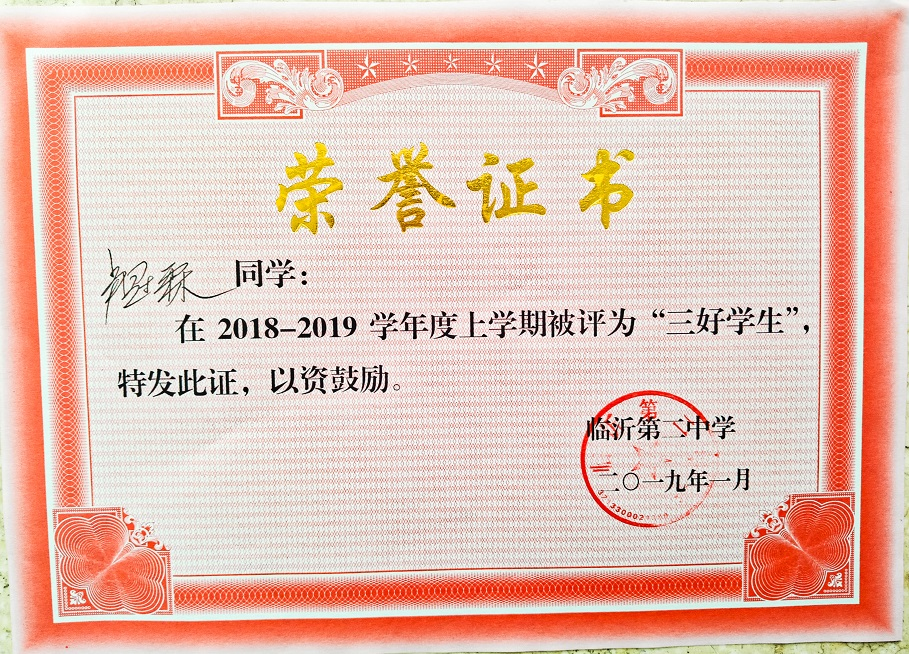 荣誉证书
同学：
在 2018–2019 学年度上学期被评为“三好学生”，
特发此证，以资鼓励。
临沂第二中学
二〇一九年一月